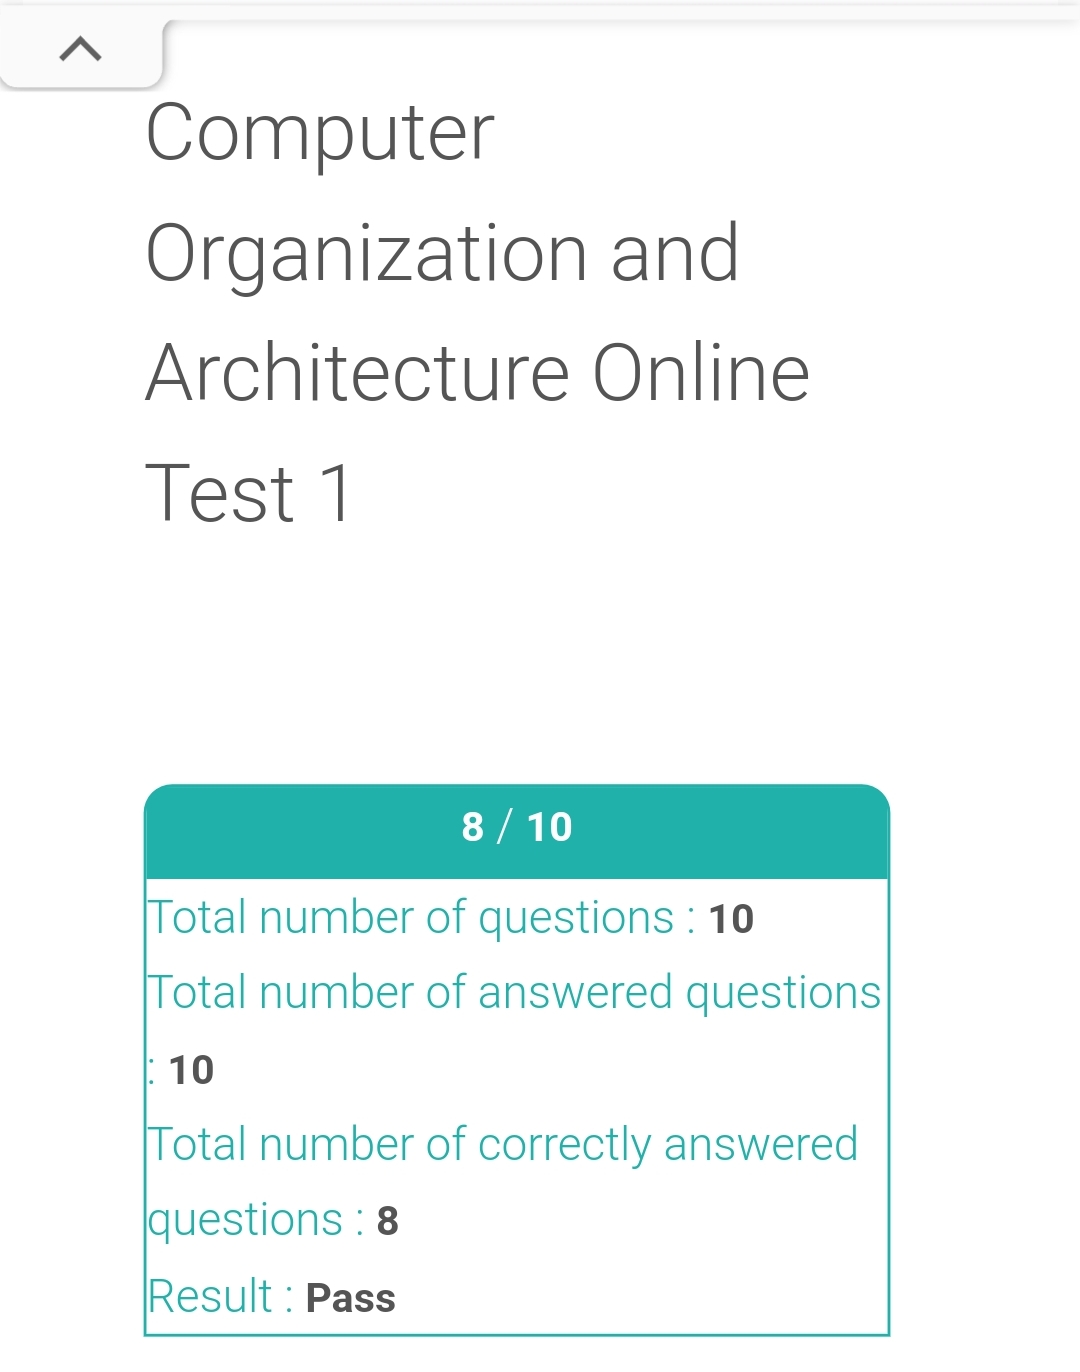 Computer
Organization and
Architecture Online
Test 1
8 / 10
Total number of questions : 10
Total number of answered questions
: 10
Total number of correctly answered
questions : 8
Result : Pass